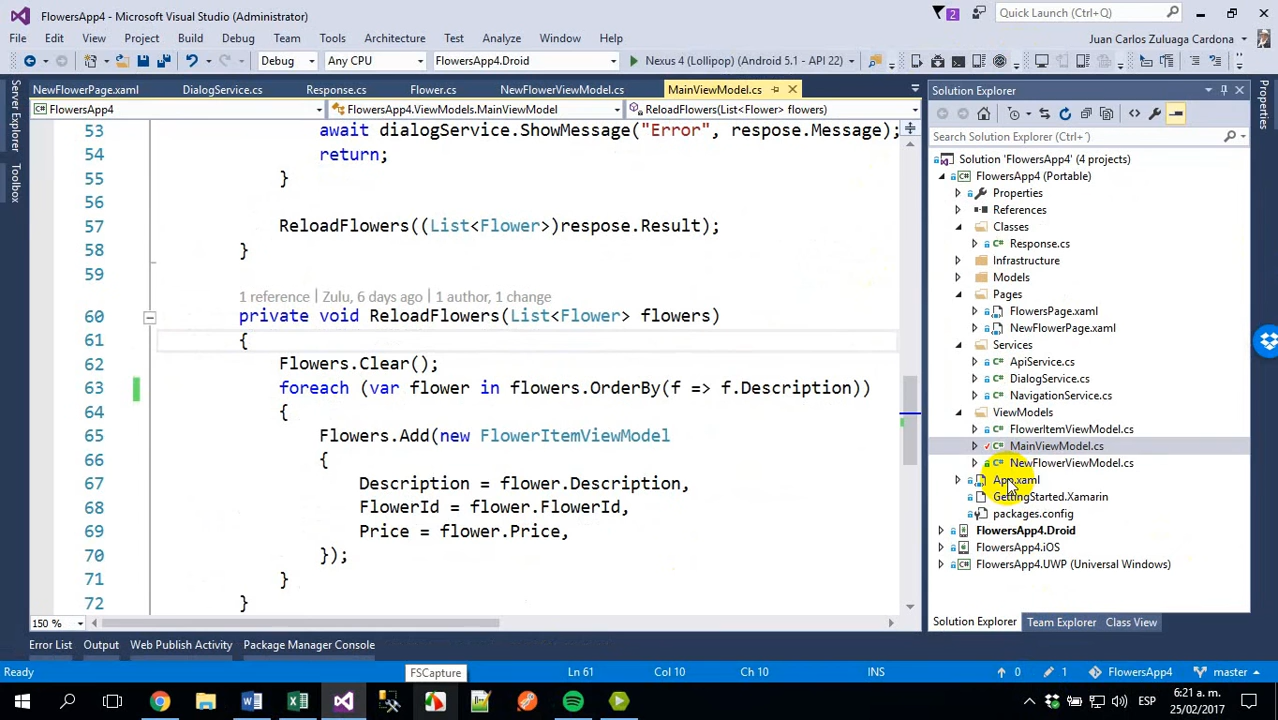 FlowersApp4 - Microsoft Visual Studio (Administrator)
2
Quick Launch (Ctrl+Q)
File Edit View Project Build Debug Team Tools Architecture Test Analyze Window Help
Juan Carlos Zuluaga Cardona
Debug Any CPU FlowersApp4.Droid Nexus 4 (Lollipop) (Android 5.1 - API 22)
Server Explorer
Toolbox
NewFlowerPage.xaml DialogService.cs Response.cs Flower.cs NewFlowerViewModel.cs MainViewModel.cs
FlowersApp4 FlowersApp4.ViewModels.MainViewModel ReloadFlowers(List<Flower> flowers)
53 await dialogService.ShowMessage("Error", respose.Message);
54 return;
55 }
56
57 ReloadFlowers((List<Flower>)respose.Result);
58 }
59
1 reference | Zulu, 6 days ago | 1 author, 1 change
60 private void ReloadFlowers(List<Flower> flowers)
61 {
62 Flowers.Clear();
63 foreach (var flower in flowers.OrderBy(f => f.Description))
64 {
65 Flowers.Add(new FlowerItemViewModel
66 {
67 Description = flower.Description,
68 FlowerId = flower.FlowerId,
69 Price = flower.Price,
70 });
71 }
72 }
150 %
Solution Explorer
Search Solution Explorer (Ctrl+´)
Solution 'FlowersApp4' (4 projects)
FlowersApp4 (Portable)
Properties
References
Classes
Response.cs
Infrastructure
Models
Pages
FlowersPage.xaml
NewFlowerPage.xaml
Services
ApiService.cs
DialogService.cs
NavigationService.cs
ViewModels
FlowerItemViewModel.cs
MainViewModel.cs
NewFlowerViewModel.cs
App.xaml
GettingStarted.Xamarin
packages.config
FlowersApp4.Droid
FlowersApp4.iOS
FlowersApp4.UWP (Universal Windows)
Solution Explorer Team Explorer Class View
Properties
Error List Output Web Publish Activity Package Manager Console
Ready FSCapture Ln 61 Col 10 Ch 10 INS 0 1 FlowersApp4 master
ESP 6:21 a. m.
25/02/2017